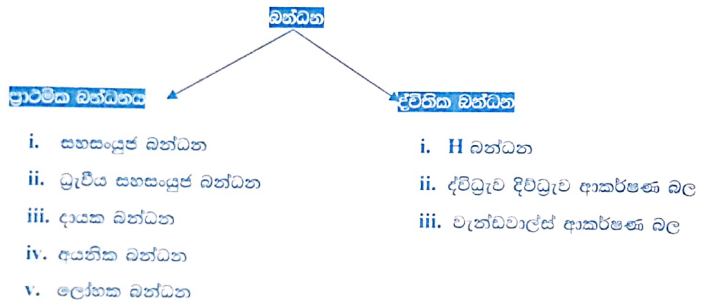 බන්ධන
ප්‍රාථමික බන්ධනය
ද්විතික බන්ධන
i. සහසංයුජ බන්ධන
ii. ධ්‍රැවීය සහසංයුජ බන්ධන
iii. දායක බන්ධන
iv. අයනික බන්ධන
v. ලෝහක බන්ධන
i. H බන්ධන
ii. ද්විධ්‍රැව දිවිධ්‍රැව ආකර්ෂණ බල
iii. වැන්ඩවාල්ස් ආකර්ෂණ බල